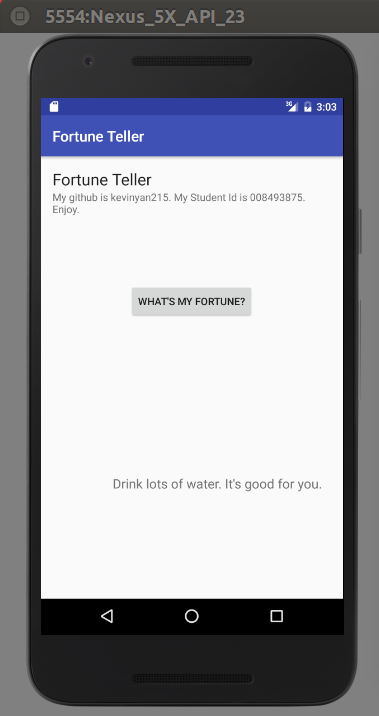 5554:Nexus_5X_API_23
3G 3:03
Fortune Teller
Fortune Teller
My github is kevinyan215. My Student Id is 008493875.
Enjoy.
WHAT'S MY FORTUNE?
Drink lots of water. It's good for you.